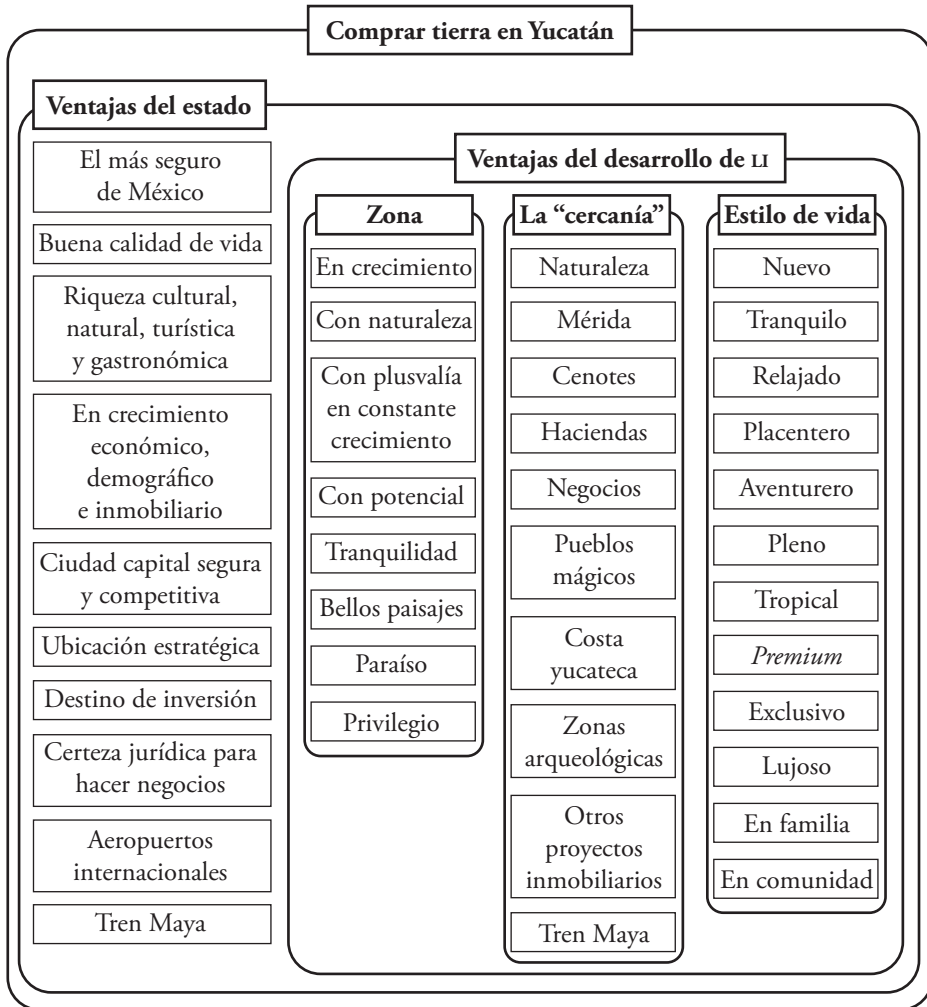 Comprar tierra en Yucatán
Ventajas del estado
El más seguro
de México
Buena calidad de vida
Riqueza cultural,
natural, turística
y gastronómica
En crecimiento
económico,
demográfico
e inmobiliario
Ciudad capital segura
y competitiva
Ubicación estratégica
Destino de inversión
Certeza jurídica para
hacer negocios
Aeropuertos
internacionales
Tren Maya
Ventajas del desarrollo de LI
Zona
En crecimiento
Con naturaleza
Con plusvalía
en constante
crecimiento
Con potencial
Tranquilidad
Bellos paisajes
Paraíso
Privilegio
La “cercanía”
Naturaleza
Mérida
Cenotes
Haciendas
Negocios
Pueblos
mágicos
Costa
yucateca
Zonas
arqueológicas
Otros
proyectos
inmobiliarios
Tren Maya
Estilo de vida
Nuevo
Tranquilo
Relajado
Placentero
Aventurero
Pleno
Tropical
Premium
Exclusivo
Lujoso
En familia
En comunidad